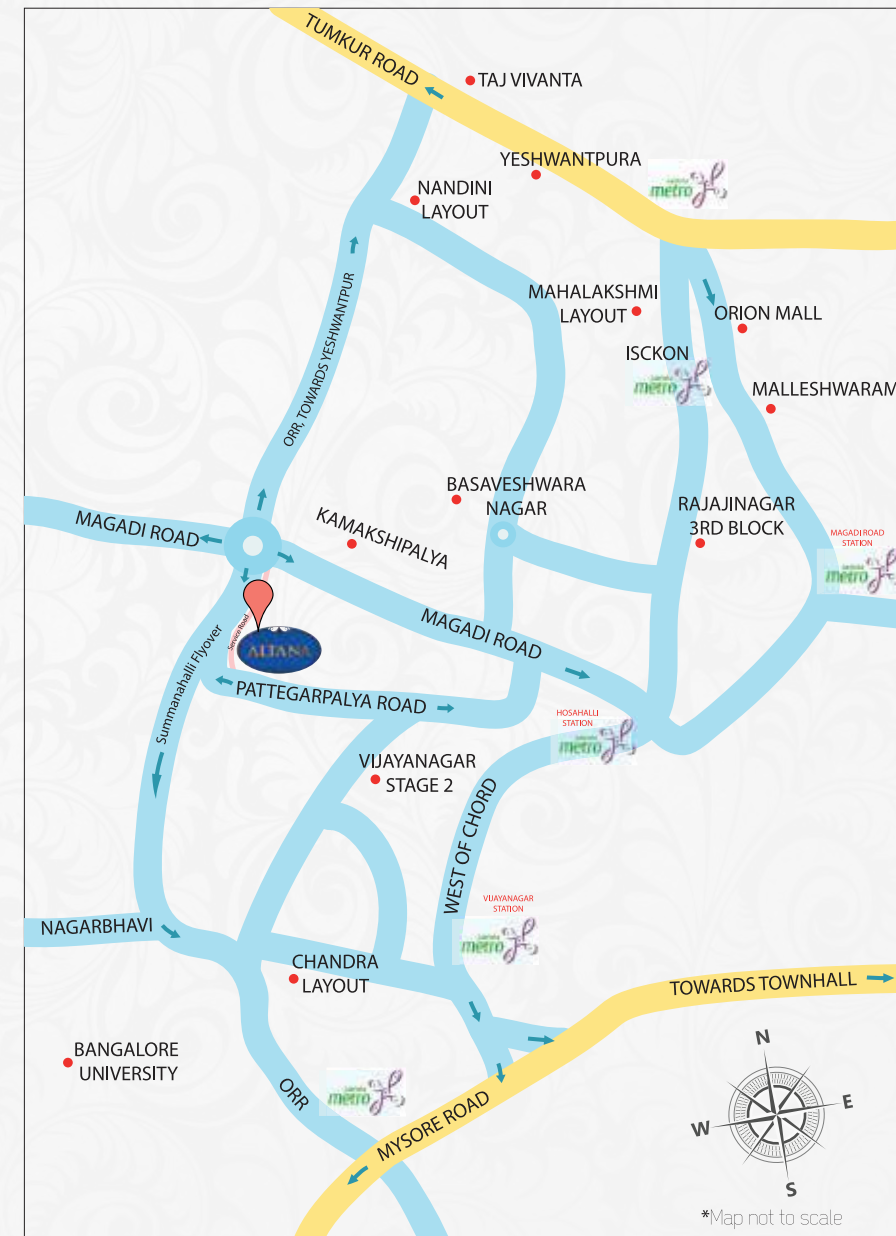 TUMKUR ROAD
TAJ VIVANTA
YESHWANTPURA
metro
NANDINI
LAYOUT
ORR, TOWARDS YESHWANTPUR
MAHALAKSHMI
LAYOUT
ORION MALL
ISCKON
metro
MALLESHWARAM
BASAVESHWARA
NAGAR
RAJAJINAGAR
3RD BLOCK
MAGADI ROAD
KAMAKSHIPALYA
MAGADI ROAD
STATION
metro
MAGADI ROAD
Service Road
ALTANA
Summanahalli Flyover
PATTEGARPALYA ROAD
HOSAHALLI
STATION
metro
VIJAYANAGAR
STAGE 2
WEST OF CHORD
VIJAYANAGAR
STATION
metro
NAGARBHAVI
CHANDRA
LAYOUT
TOWARDS TOWNHALL
BANGALORE
UNIVERSITY
ORR
metro
MYSORE ROAD
N
E
W
S
*Map not to scale